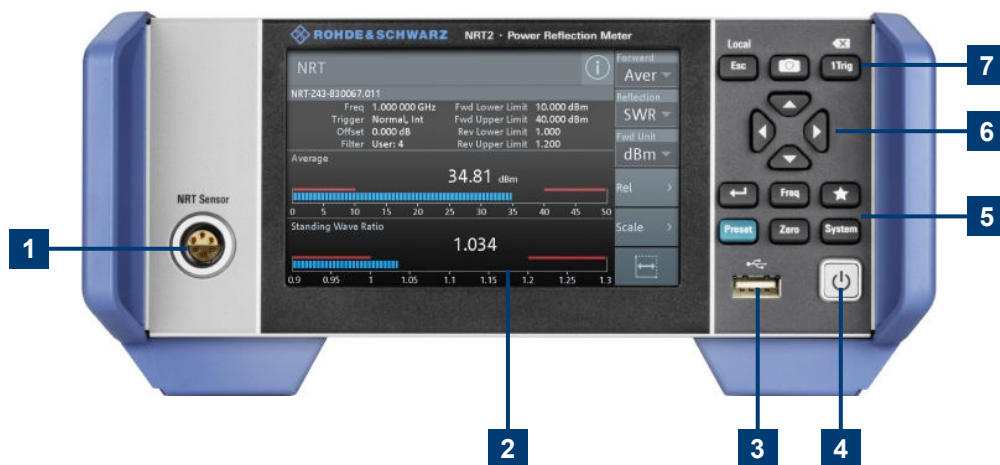 ROHDE&SCHWARZ NRT2 · Power Reflection Meter
NRT
NRT-Z43-830067.011
Freq 1.000 000 GHz Fwd Lower Limit 10.000 dBm
Trigger Normal, Int Fwd Upper Limit 40.000 dBm
Offset 0.000 dB Rev Lower Limit 1.000
Filter User: 4 Rev Upper Limit 1.200
Average
34.81 dBm
0 5 10 15 20 25 30 35 40 45 50
Standing Wave Ratio
1.034
0.9 0.95 1 1.05 1.1 1.15 1.2 1.25 1.3
Forward
Aver
Reflection
SWR
Fwd Unit
dBm
Rel >
Scale >
NRT Sensor
Local
Esc 1Trig
Freq
Preset Zero System
1
2
3
4
5
6
7